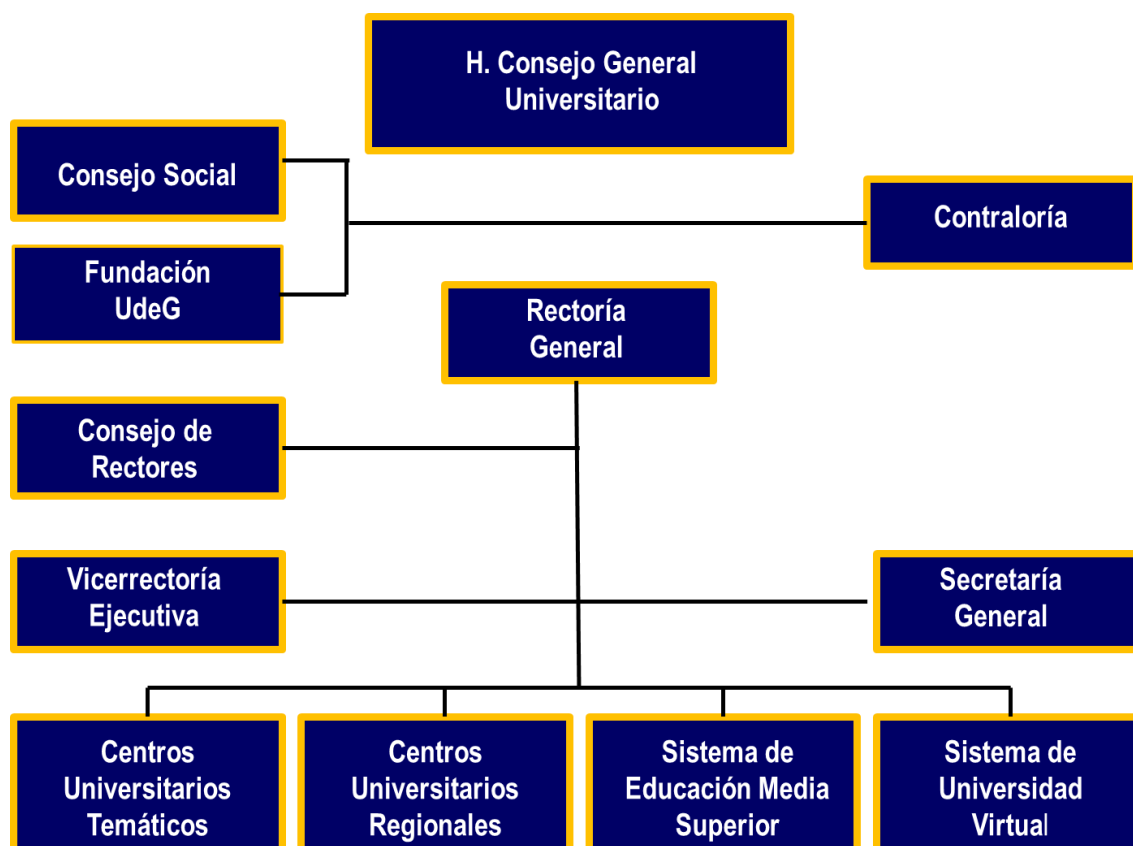 H. Consejo General
Universitario
Consejo Social
Contraloría
Fundación
UdeG
Rectoría
General
Consejo de
Rectores
Vicerrectoría
Ejecutiva
Secretaría
General
Centros
Universitarios
Temáticos
Centros
Universitarios
Regionales
Sistema de
Educación Media
Superior
Sistema de
Universidad
Virtual